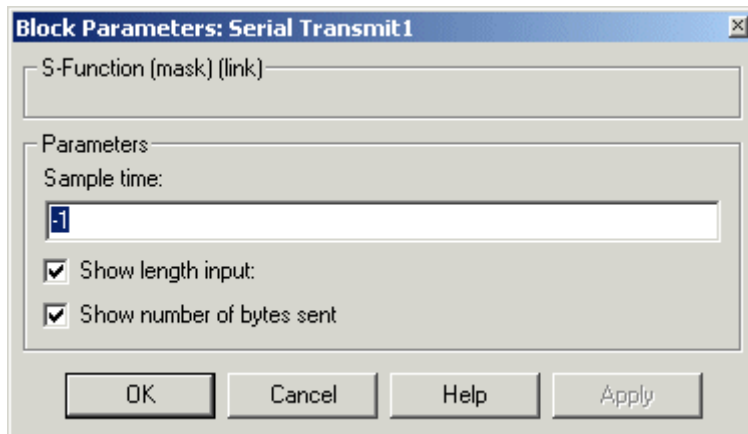 Block Parameters: Serial Transmit1
S-Function (mask) (link)
Parameters
Sample time:
-1
Show length input:
Show number of bytes sent
OK Cancel Help Apply